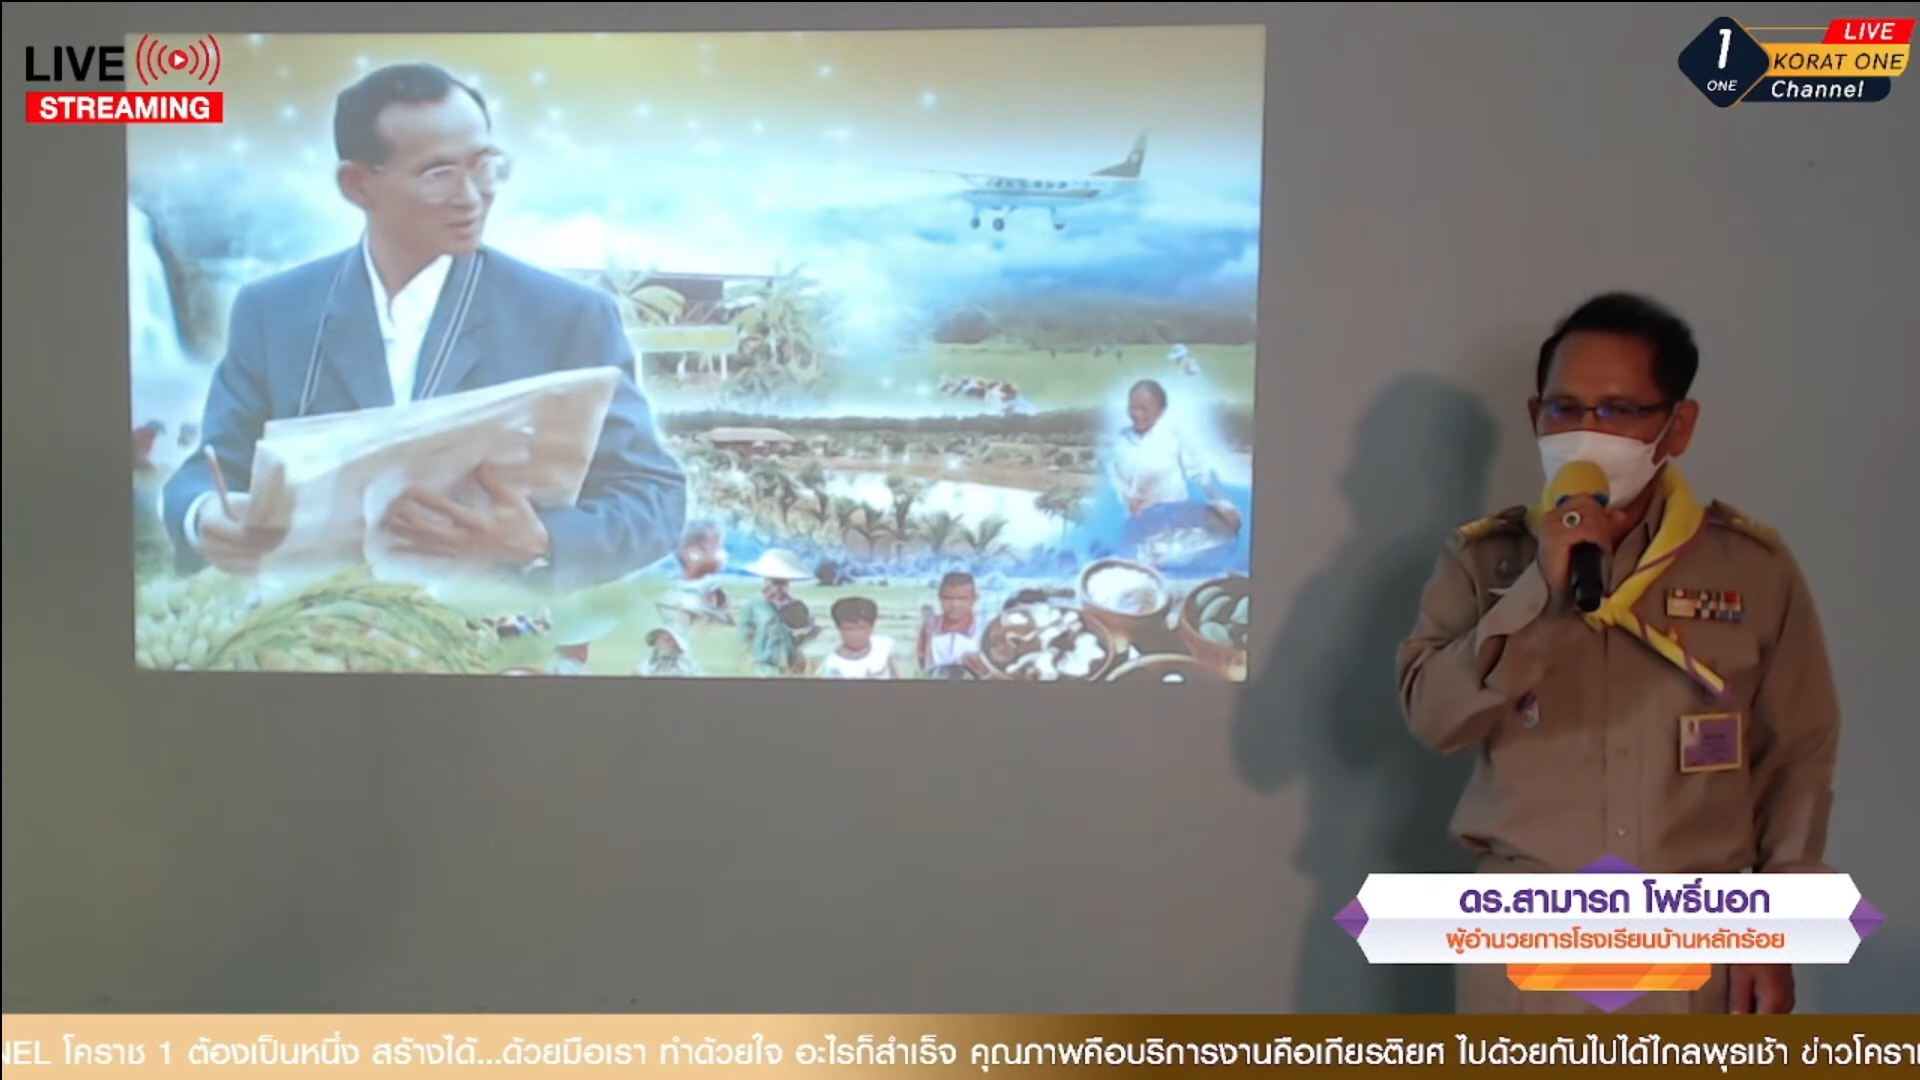 LIVE
STREAMING
1
ONE
LIVE
KORAT ONE
Channel
ดร.สามารถ โพธิ์นอก
ผู้อำนวยการโรงเรียนบ้านหลักร้อย
NEL โคราช 1 ต้องเป็นหนึ่ง สร้างได้...ด้วยมือเรา ทำด้วยใจ อะไรก็สำเร็จ คุณภาพคือบริการงานคือเกียรติยศ ไปด้วยกันไปได้ไกลพุธเช้า ข่าวโครา